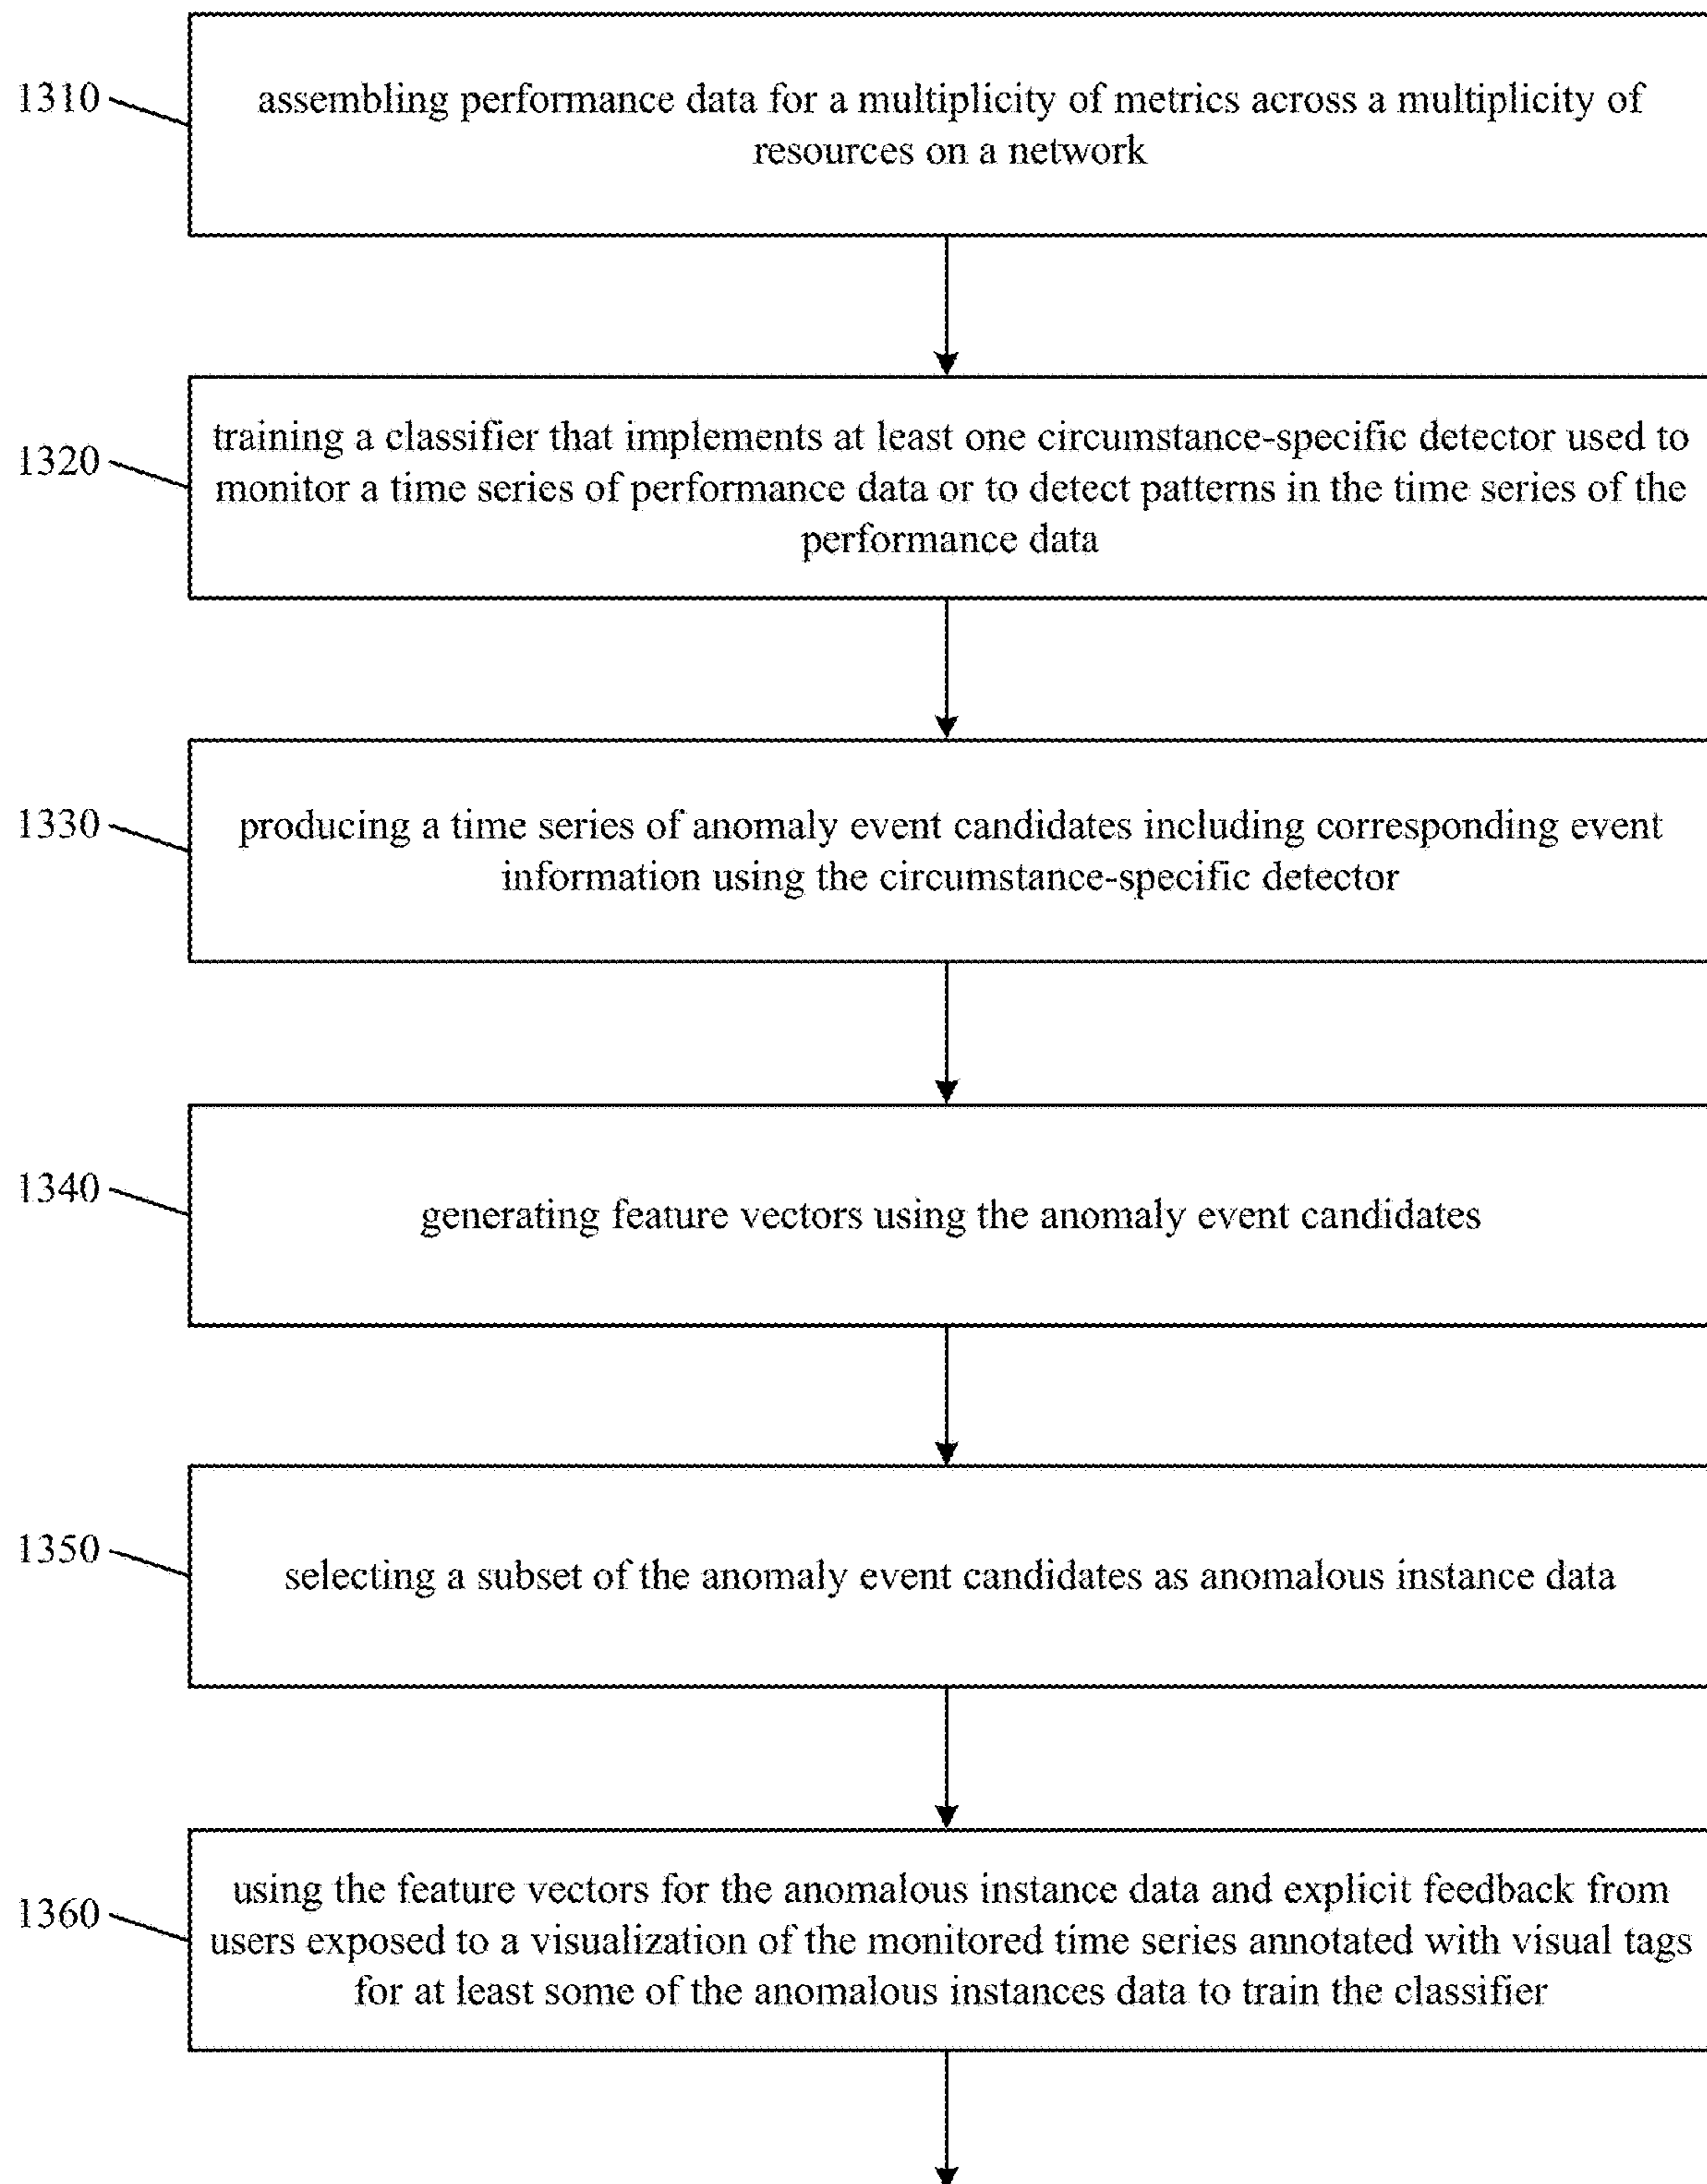 1310
assembling performance data for a multiplicity of metrics across a multiplicity of
resources on a network
1320
training a classifier that implements at least one circumstance-specific detector used to
monitor a time series of performance data or to detect patterns in the time series of the
performance data
1330
producing a time series of anomaly event candidates including corresponding event
information using the circumstance-specific detector
1340
generating feature vectors using the anomaly event candidates
1350
selecting a subset of the anomaly event candidates as anomalous instance data
1360
using the feature vectors for the anomalous instance data and explicit feedback from
users exposed to a visualization of the monitored time series annotated with visual tags
for at least some of the anomalous instances data to train the classifier